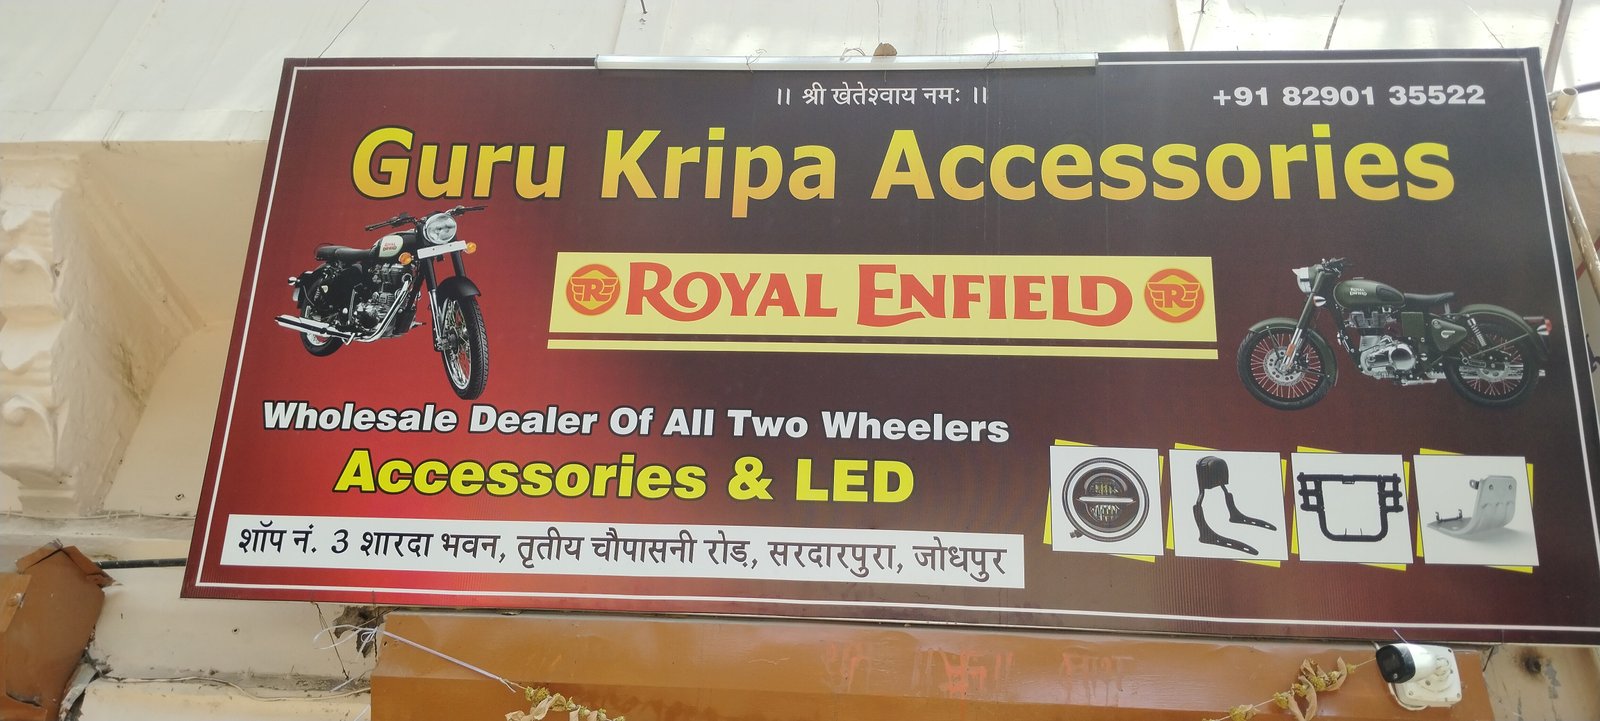 ।। श्री खेतेश्वाय नमः ।।
+91 82901 35522
Guru Kripa Accessories
ROYAL ENFIELD
Wholesale Dealer Of All Two Wheelers
Accessories & LED
शॉप नं. 3 शारदा भवन, तृतीय चौपासनी रोड़, सरदारपुरा, जोधपुर